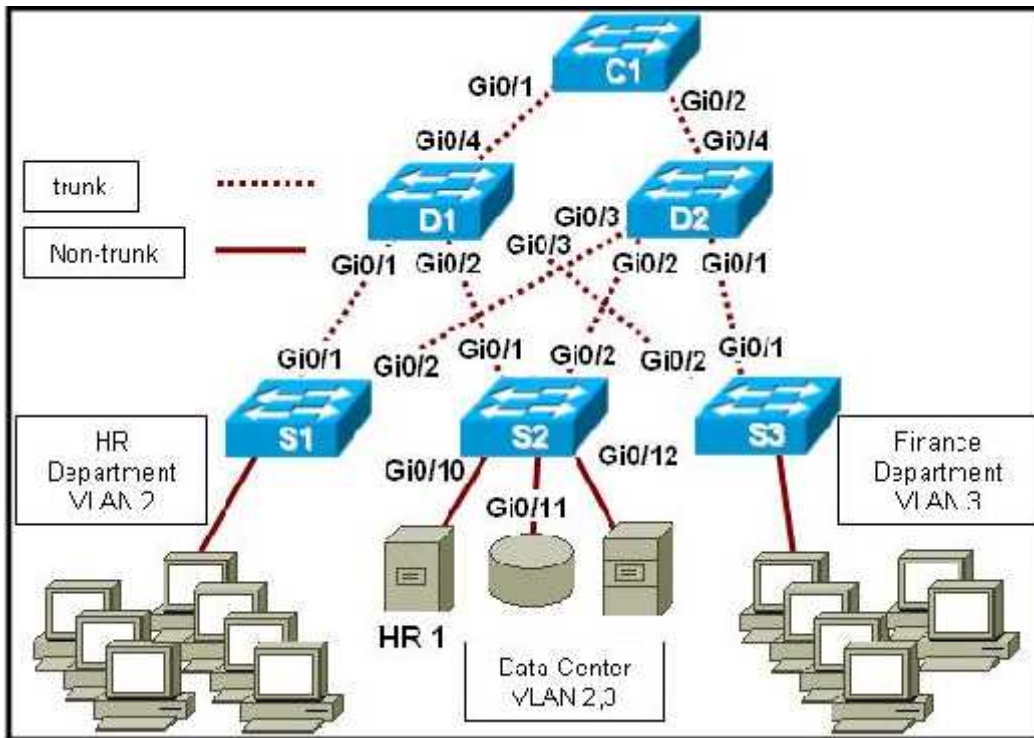 C1
Gi0/1
Gi0/2
Gi0/4
Gi0/4
trunk
D1
D2
Non-trunk
Gi0/3
Gi0/3
Gi0/1
Gi0/2
Gi0/2
Gi0/1
Gi0/1
Gi0/2
Gi0/1
Gi0/2
Gi0/2
Gi0/1
S1
S2
S3
HR
Department
VLAN 2
Finance
Department
VLAN 3
Gi0/10
Gi0/11
Gi0/12
HR 1
Data Center
VLAN 2,3